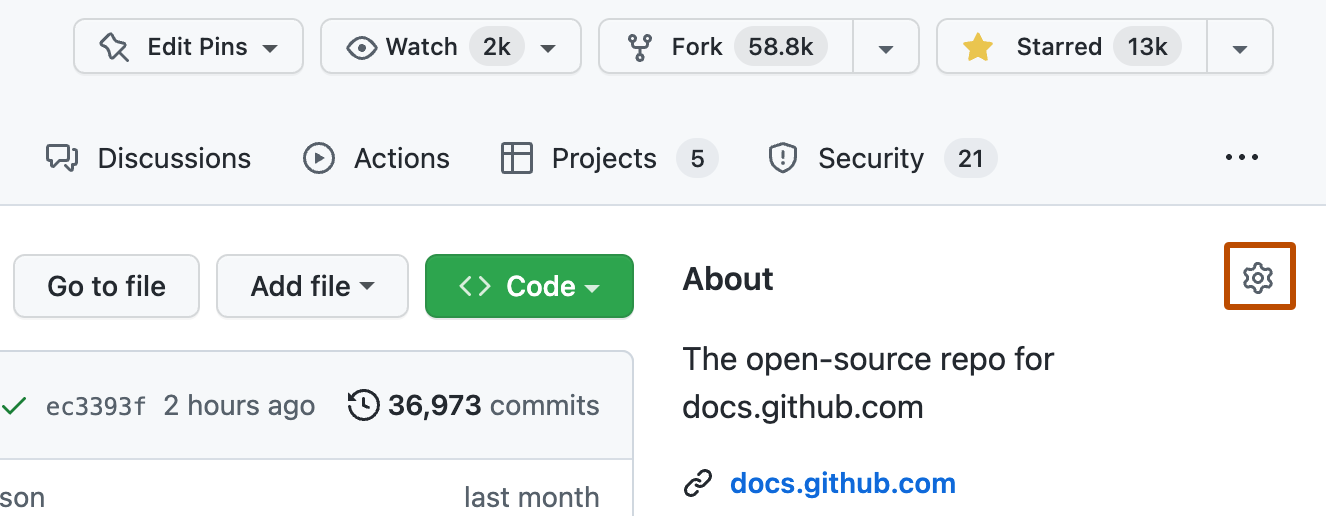 Edit Pins Watch 2k Fork 58.8k Starred 13k
Discussions Actions Projects 5 Security 21 ...
Go to file Add file <> Code About
The open-source repo for
docs.github.com
ec3393f 2 hours ago 36,973 commits
docs.github.com
son last month